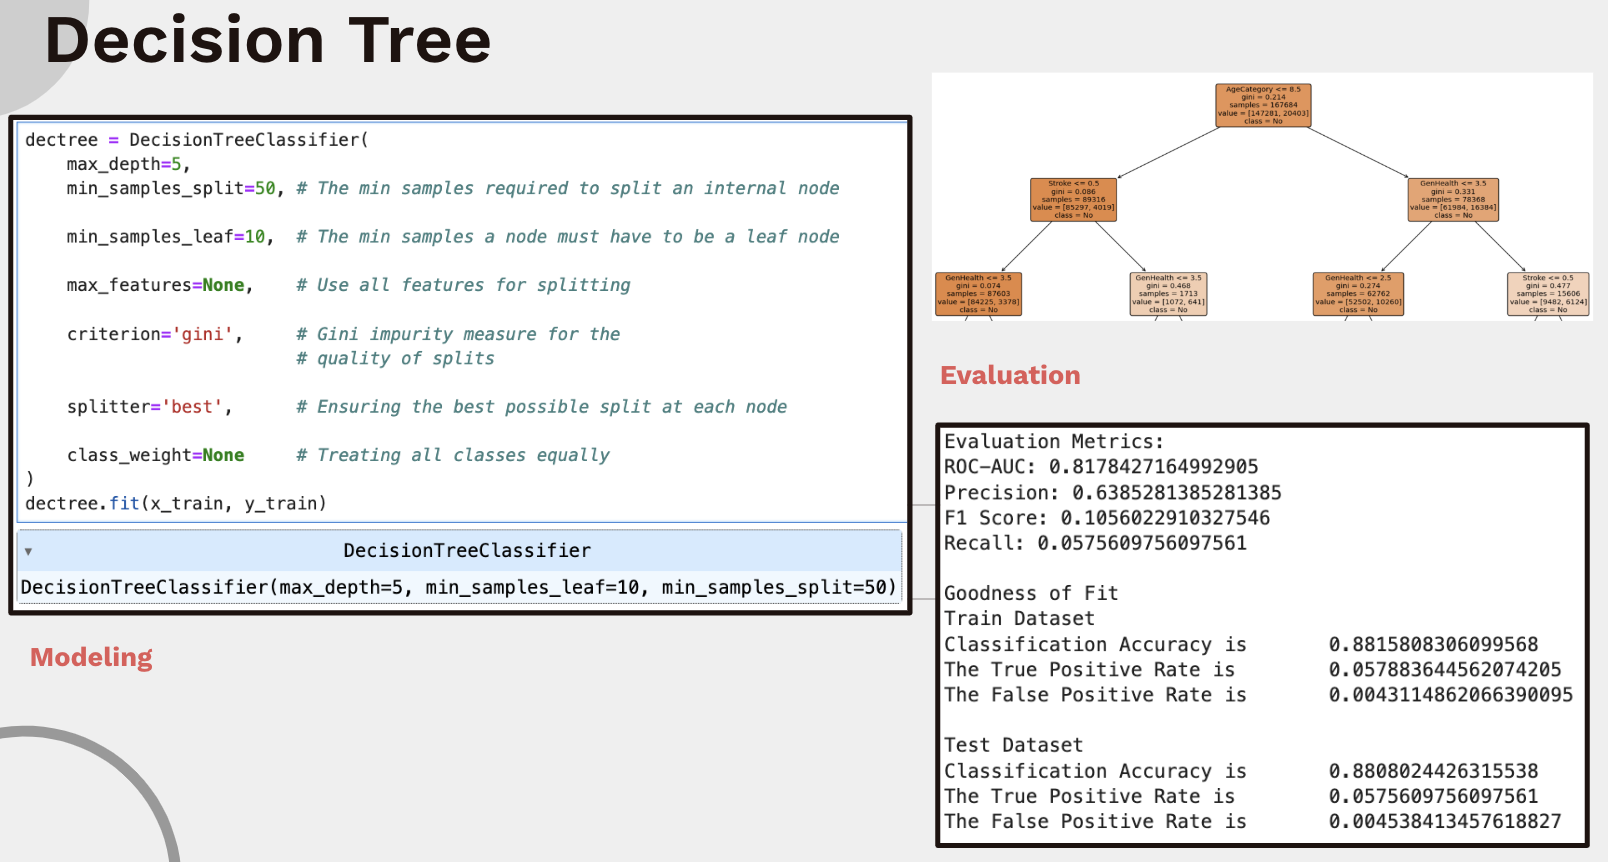 Decision Tree
dectree = DecisionTreeClassifier(
max_depth=5,
min_samples_split=50, # The min samples required to split an internal node
min_samples_leaf=10, # The min samples a node must have to be a leaf node
max_features=None, # Use all features for splitting
criterion='gini', # Gini impurity measure for the
# quality of splits
splitter='best', # Ensuring the best possible split at each node
class_weight=None # Treating all classes equally
)
dectree.fit(x_train, y_train)
▾ DecisionTreeClassifier
DecisionTreeClassifier(max_depth=5, min_samples_leaf=10, min_samples_split=50)
Modeling
AgeCategory <= 8.5
gini = 0.214
samples = 167684
value = [147281, 20403]
class = No
Stroke <= 0.5
gini = 0.086
samples = 89316
value = [85297, 4019]
class = No
GenHealth <= 3.5
gini = 0.331
samples = 78368
value = [61984, 16384]
class = No
GenHealth <= 3.5
gini = 0.074
samples = 87603
value = [84225, 3378]
class = No
GenHealth <= 3.5
gini = 0.468
samples = 1713
value = [1072, 641]
class = No
GenHealth <= 2.5
gini = 0.274
samples = 62762
value = [52502, 10260]
class = No
Stroke <= 0.5
gini = 0.477
samples = 15606
value = [9482, 6124]
class = No
Evaluation
Evaluation Metrics:
ROC-AUC: 0.8178427164992905
Precision: 0.6385281385281385
F1 Score: 0.1056022910327546
Recall: 0.0575609756097561
Goodness of Fit
Train Dataset
Classification Accuracy is 0.8815808306099568
The True Positive Rate is 0.057883644562074205
The False Positive Rate is 0.0043114862066390095
Test Dataset
Classification Accuracy is 0.8808024426315538
The True Positive Rate is 0.0575609756097561
The False Positive Rate is 0.004538413457618827